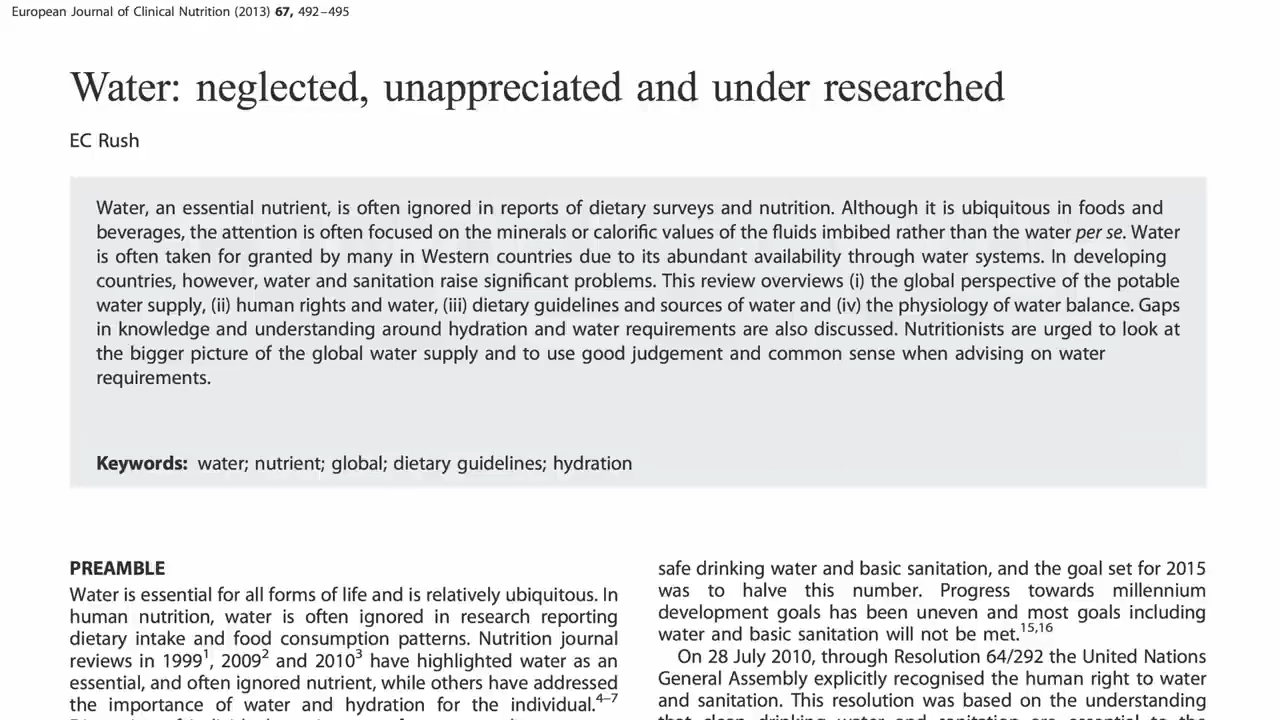 European Journal of Clinical Nutrition (2013) 67, 492–495
Water: neglected, unappreciated and under researched
EC Rush
Water, an essential nutrient, is often ignored in reports of dietary surveys and nutrition. Although it is ubiquitous in foods and
beverages, the attention is often focused on the minerals or calorific values of the fluids imbibed rather than the water per se. Water
is often taken for granted by many in Western countries due to its abundant availability through water systems. In developing
countries, however, water and sanitation raise significant problems. This review overviews (i) the global perspective of the potable
water supply, (ii) human rights and water, (iii) dietary guidelines and sources of water and (iv) the physiology of water balance. Gaps
in knowledge and understanding around hydration and water requirements are also discussed. Nutritionists are urged to look at
the bigger picture of the global water supply and to use good judgement and common sense when advising on water
requirements.
Keywords: water; nutrient; global; dietary guidelines; hydration
PREAMBLE
Water is essential for all forms of life and is relatively ubiquitous. In
human nutrition, water is often ignored in research reporting
dietary intake and food consumption patterns. Nutrition journal
reviews in 1999¹, 2009² and 2010³ have highlighted water as an
essential, and often ignored nutrient, while others have addressed
the importance of water and hydration for the individual.⁴⁻⁷
safe drinking water and basic sanitation, and the goal set for 2015
was to halve this number. Progress towards millennium
development goals has been uneven and most goals including
water and basic sanitation will not be met.¹⁵,¹⁶
On 28 July 2010, through Resolution 64/292 the United Nations
General Assembly explicitly recognised the human right to water
and sanitation. This resolution was based on the understanding
that clean drinking water and sanitation are essential to the